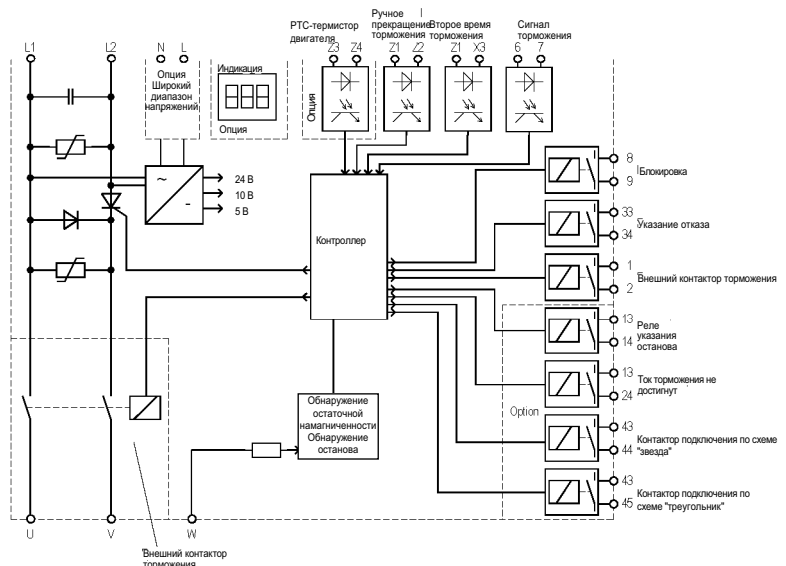 РТС-термистор
двигателя
Ручное
прекращение
торможения
Второе время
торможения
Сигнал
торможения
L1
L2
N
L
Z3
Z4
Z1
Z2
Z1
X3
6
7
Опция
Широкий
диапазон
напряжений
Индикация
Опция
Опция
24 В
10 В
5 В
~
-
Контроллер
8
9
Блокировка
33
34
Указание отказа
1
2
Внешний контактор торможения
13
14
Реле
указания
останова
13
24
Ток торможения не
достигнут
Option
43
44
Контактор подключения по схеме
"звезда"
43
45
Контактор подключения по
схеме "треугольник"
Обнаружение
остаточной
намагниченности
Обнаружение
останова
U
V
W
Внешний контактор
торможения